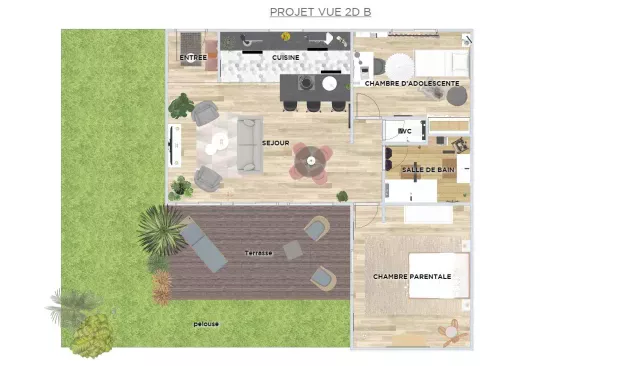 PROJET VUE 2D B
ENTREE
CUISINE
CHAMBRE D'ADOLESCENTE
WC
SEJOUR
SALLE DE BAIN
Terrasse
CHAMBRE PARENTALE
pelouse